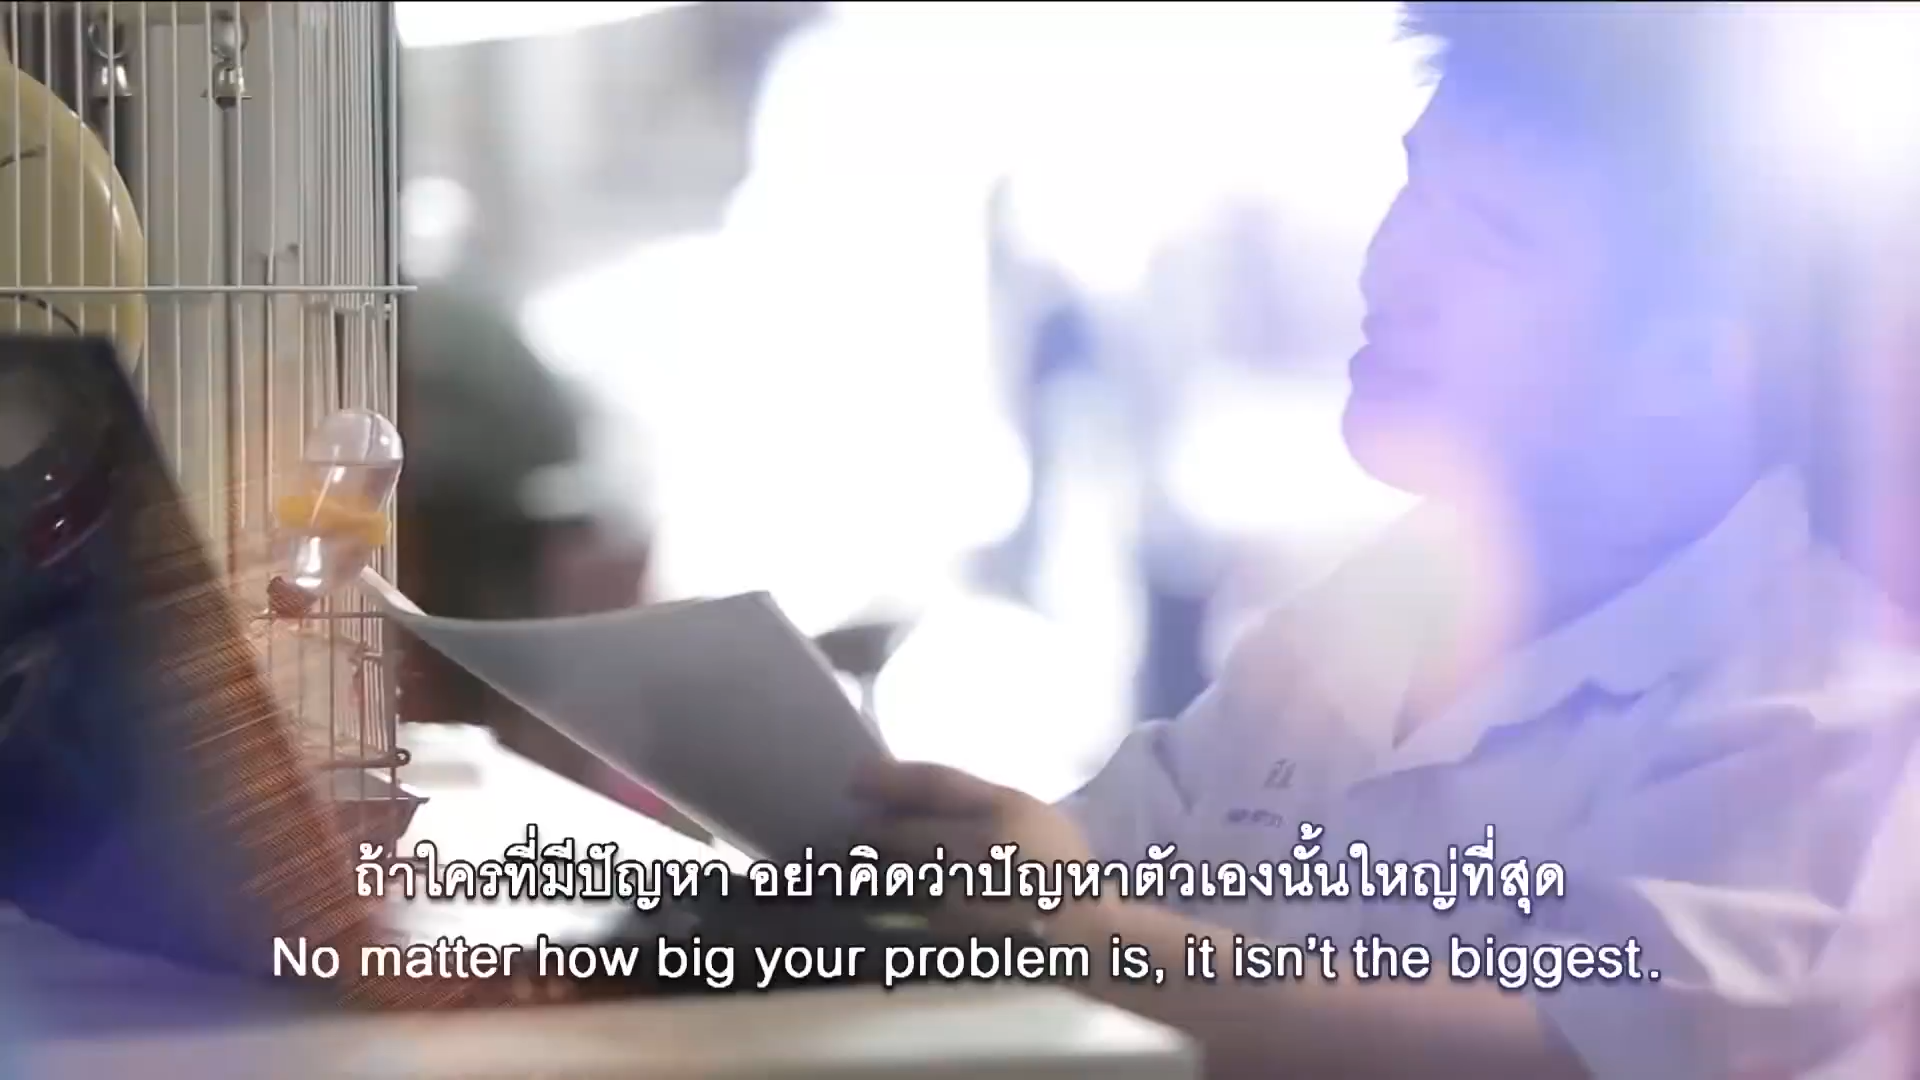 ถ้าใครที่มีปัญหา อย่าคิดว่าปัญหาตัวเองนั้นใหญ่ที่สุด
No matter how big your problem is, it isn't the biggest.